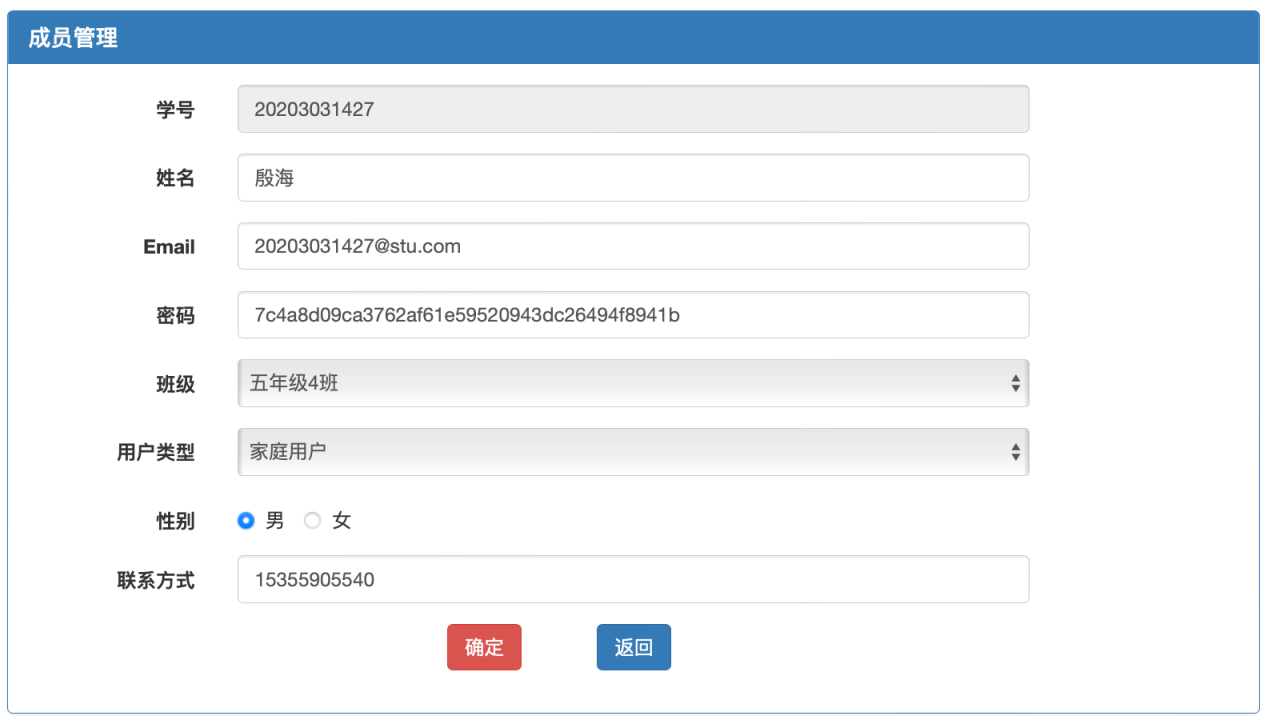 成员管理
学号 20203031427
姓名 殷海
Email 20203031427@stu.com
密码 7c4a8d09ca3762af61e59520943dc26494f8941b
班级 五年级4班
用户类型 家庭用户
性别 男 女
联系方式 15355905540
确定 返回